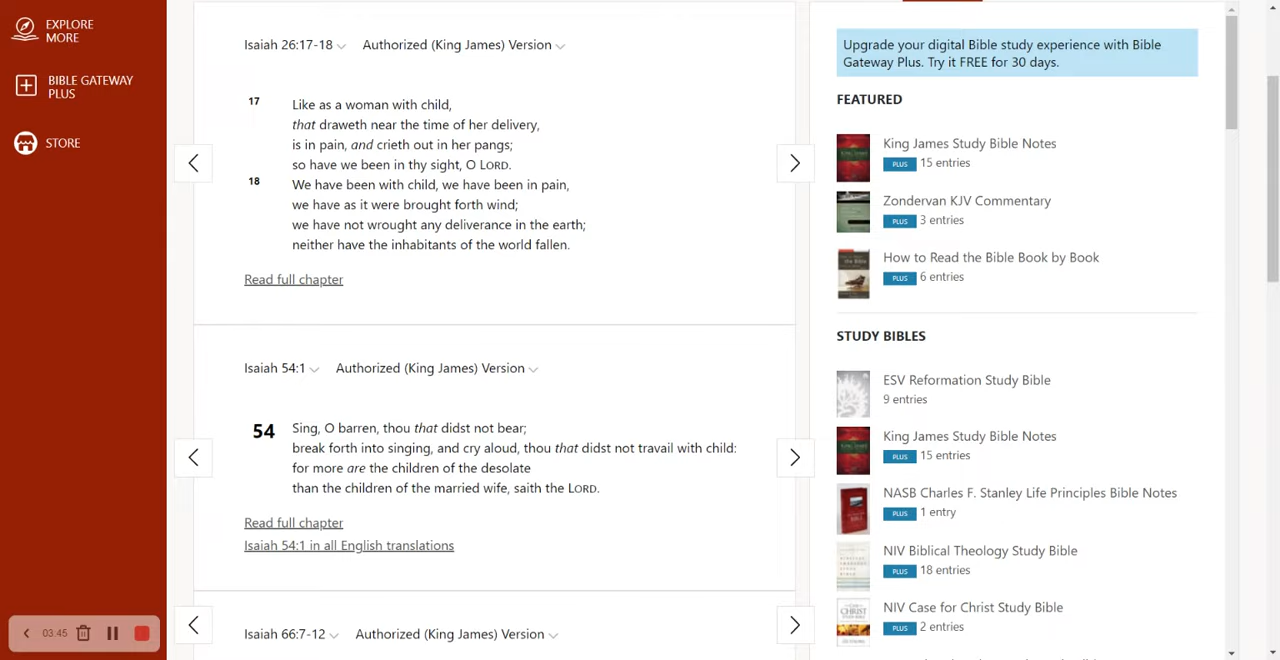 EXPLORE
MORE
BIBLE GATEWAY
PLUS
STORE
03:45
Isaiah 26:17-18 Authorized (King James) Version
17 Like as a woman with child,
that draweth near the time of her delivery,
is in pain, and crieth out in her pangs;
so have we been in thy sight, O LORD.
18 We have been with child, we have been in pain,
we have as it were brought forth wind;
we have not wrought any deliverance in the earth;
neither have the inhabitants of the world fallen.
Read full chapter
Isaiah 54:1 Authorized (King James) Version
54 Sing, O barren, thou that didst not bear;
break forth into singing, and cry aloud, thou that didst not travail with child:
for more are the children of the desolate
than the children of the married wife, saith the LORD.
Read full chapter
Isaiah 54:1 in all English translations
Isaiah 66:7-12 Authorized (King James) Version
Upgrade your digital Bible study experience with Bible
Gateway Plus. Try it FREE for 30 days.
FEATURED
King James Study Bible Notes
PLUS 15 entries
Zondervan KJV Commentary
PLUS 3 entries
How to Read the Bible Book by Book
PLUS 6 entries
STUDY BIBLES
ESV Reformation Study Bible
9 entries
King James Study Bible Notes
PLUS 15 entries
NASB Charles F. Stanley Life Principles Bible Notes
PLUS 1 entry
NIV Biblical Theology Study Bible
PLUS 18 entries
NIV Case for Christ Study Bible
PLUS 2 entries